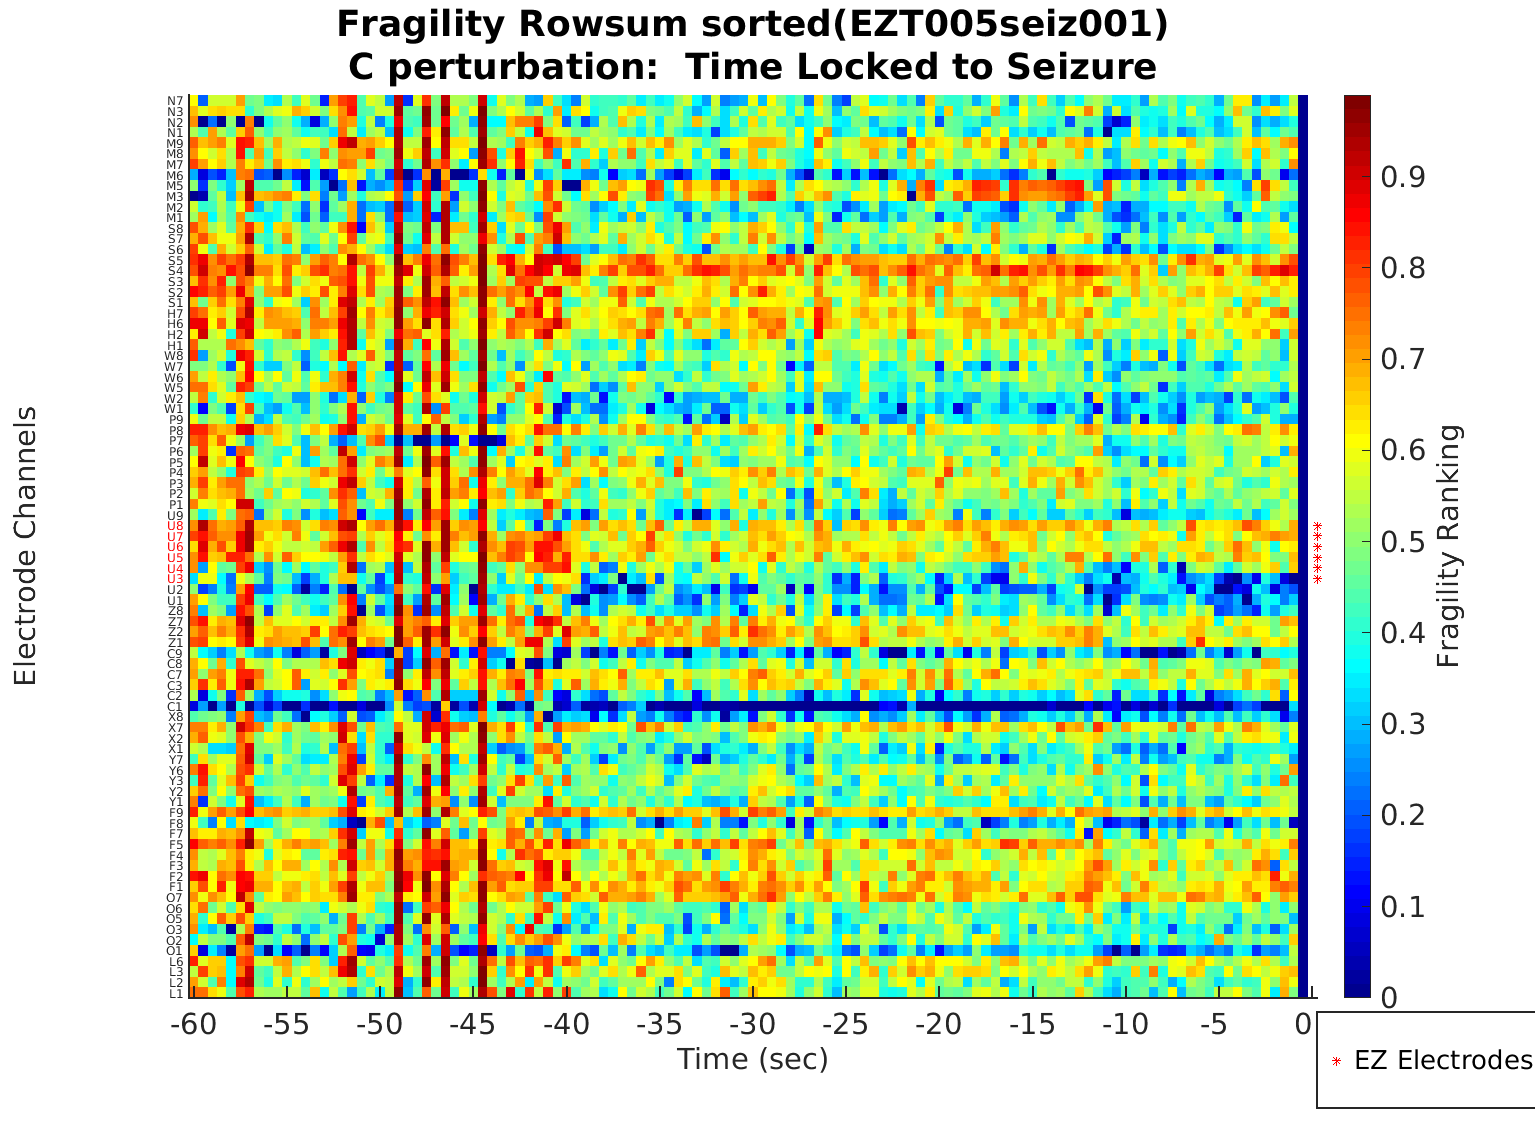 Fragility Rowsum sorted(EZT005seiz001)
C perturbation:  Time Locked to Seizure
Electrode Channels
N7
N3
N2
N1
M9
M8
M7
M6
M5
M3
M2
M1
S8
S7
S6
S5
S4
S3
S2
S1
H7
H6
H2
H1
W8
W7
W6
W5
W2
W1
P9
P8
P7
P6
P5
P4
P3
P2
P1
U9
U8
U7
U6
U5
U4
U3
U2
U1
Z8
Z7
Z2
Z1
C9
C8
C7
C3
C2
C1
X8
X7
X2
X1
Y7
Y6
Y3
Y2
Y1
F9
F8
F7
F5
F4
F3
F2
F1
O7
O6
O5
O3
O2
O1
L6
L3
L2
L1
-60 -55 -50 -45 -40 -35 -30 -25 -20 -15 -10 -5 0
Time (sec)
0.9
0.8
0.7
0.6
0.5
0.4
0.3
0.2
0.1
0
Fragility Ranking
EZ Electrodes